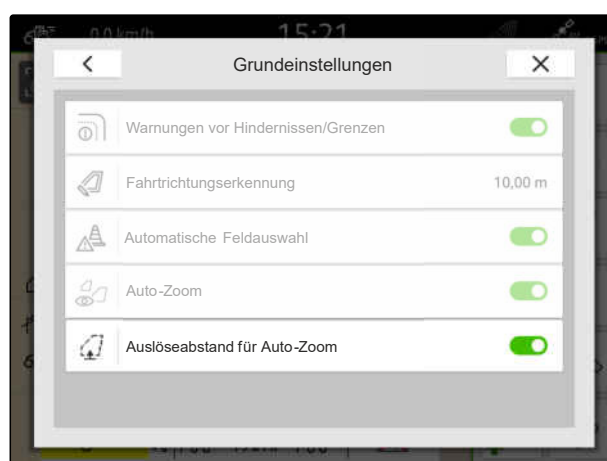 0.0 km/h 15:21
Grundeinstellungen
Warnungen vor Hindernissen/Grenzen
Fahrtrichtungserkennung 10,00 m
Automatische Feldauswahl
Auto-Zoom
Auslöseabstand für Auto-Zoom